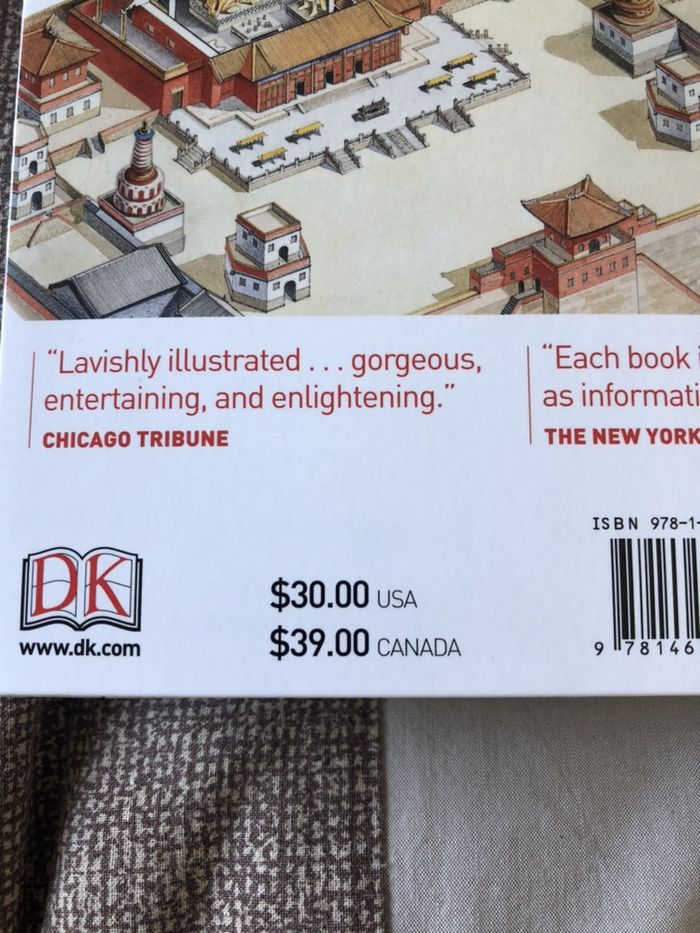 “Lavishly illustrated . . . gorgeous,
entertaining, and enlightening.”
CHICAGO TRIBUNE
“Each book
as informati
THE NEW YORK
ISBN 978-1-
9 78146
DK
www.dk.com
$30.00 USA
$39.00 CANADA